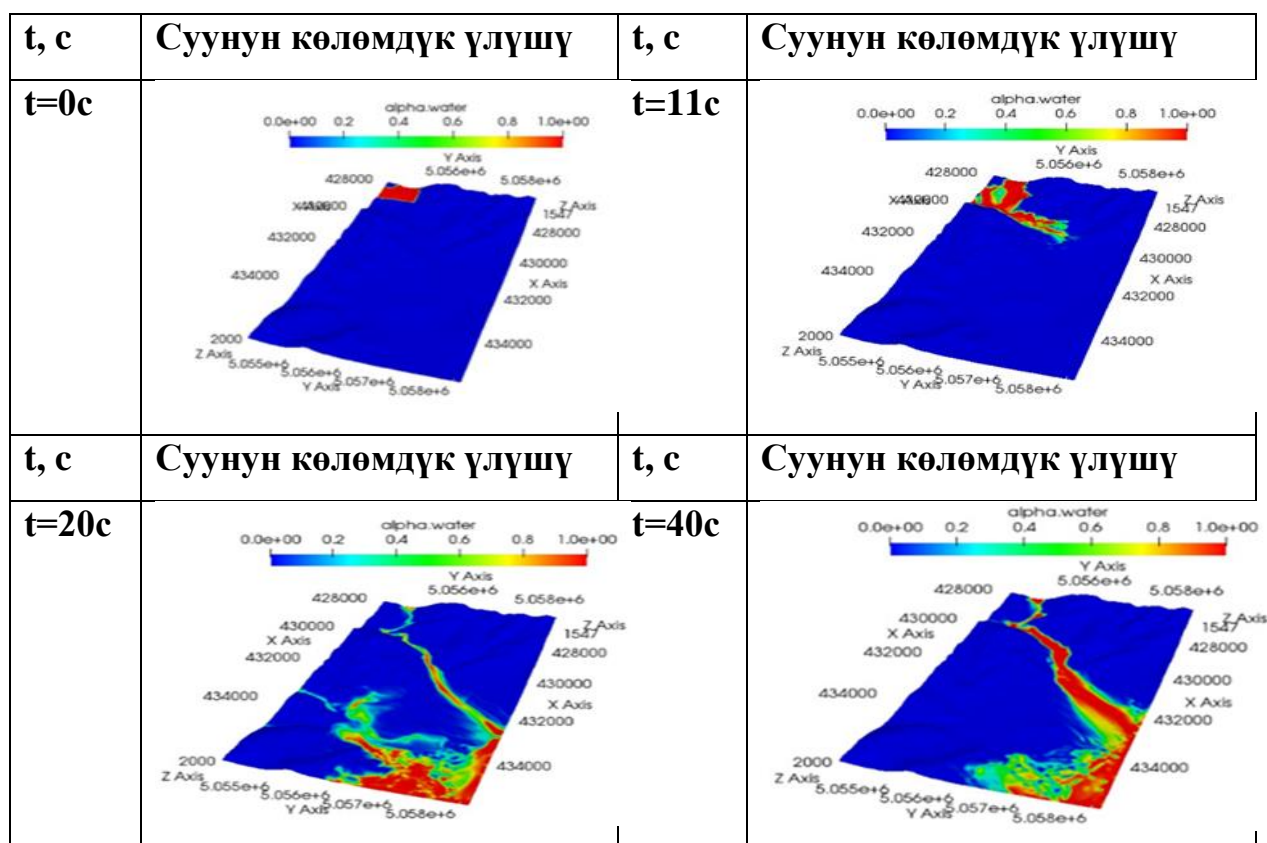 t, c Суунун көлөмдүк үлүшү t, c Суунун көлөмдүк үлүшү
t=0c t=11c
alpha.water
0.0e+00 0.2 0.4 0.6 0.8 1.0e+00
Y Axis
5.056e+6 5.058e+6
428000
Z Axis
1547
432000
428000
434000
430000
X Axis
432000
2000
434000
Z Axis
5.055e+6 5.056e+6 5.057e+6 5.058e+6
Y Axis
alpha.water
0.0e+00 0.2 0.4 0.6 0.8 1.0e+00
Y Axis
5.056e+6 5.058e+6
428000
Z Axis
1547
432000
428000
434000
430000
X Axis
432000
2000
434000
Z Axis
5.055e+6 5.056e+6 5.057e+6 5.058e+6
Y Axis
t, c Суунун көлөмдүк үлүшү t, c Суунун көлөмдүк үлүшү
t=20c t=40c
alpha.water
0.0e+00 0.2 0.4 0.6 0.8 1.0e+00
Y Axis
5.056e+6 5.058e+6
428000
430000
Z Axis
1547
X Axis
432000
428000
434000
430000
X Axis
432000
2000
434000
Z Axis
5.055e+6 5.056e+6 5.057e+6 5.058e+6
Y Axis
alpha.water
0.0e+00 0.2 0.4 0.6 0.8 1.0e+00
Y Axis
5.056e+6 5.058e+6
428000
430000
Z Axis
1547
X Axis
432000
428000
434000
430000
X Axis
432000
2000
434000
Z Axis
5.055e+6 5.056e+6 5.057e+6 5.058e+6
Y Axis